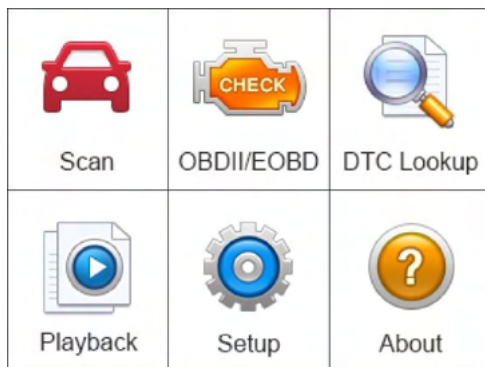 CHECK
Scan
OBDII/EOBD
DTC Lookup
?
Playback
Setup
About